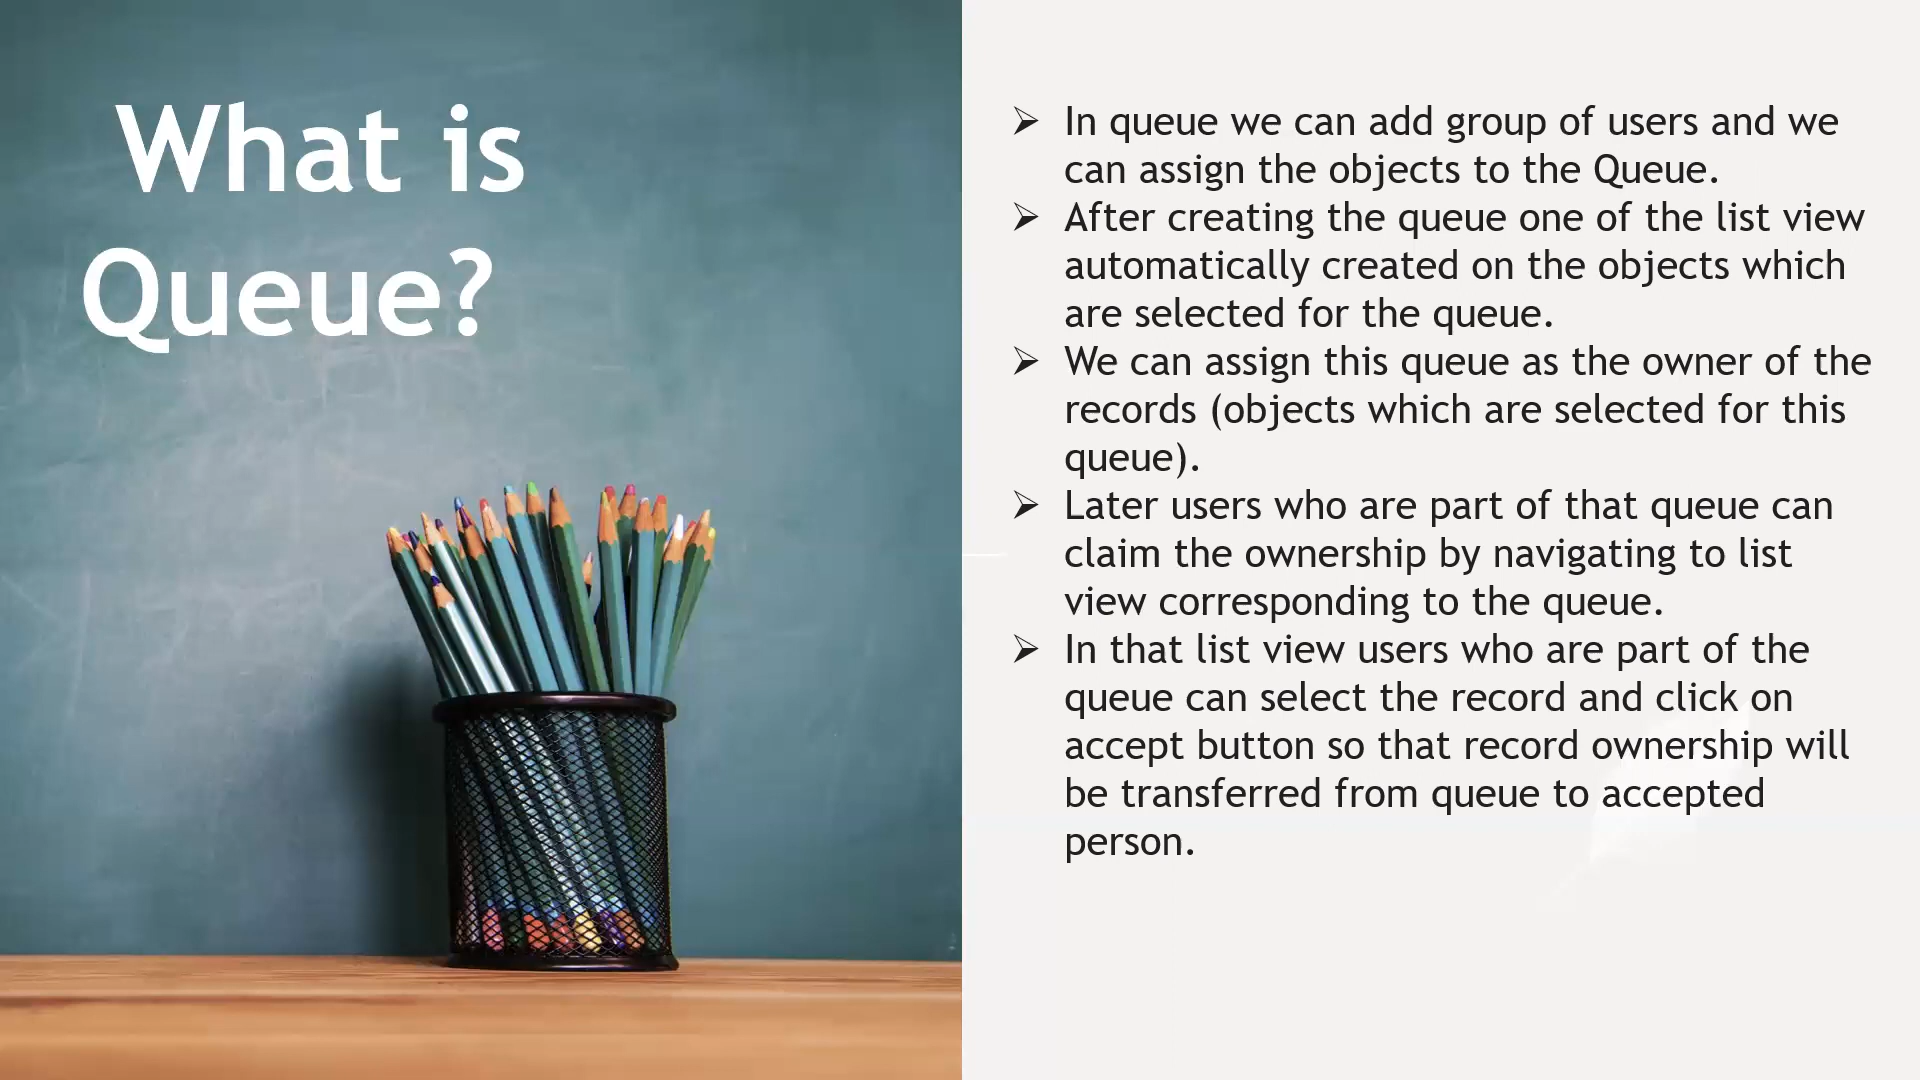 What is
Queue?
➢ In queue we can add group of users and we
can assign the objects to the Queue.
➢ After creating the queue one of the list view
automatically created on the objects which
are selected for the queue.
➢ We can assign this queue as the owner of the
records (objects which are selected for this
queue).
➢ Later users who are part of that queue can
claim the ownership by navigating to list
view corresponding to the queue.
➢ In that list view users who are part of the
queue can select the record and click on
accept button so that record ownership will
be transferred from queue to accepted
person.